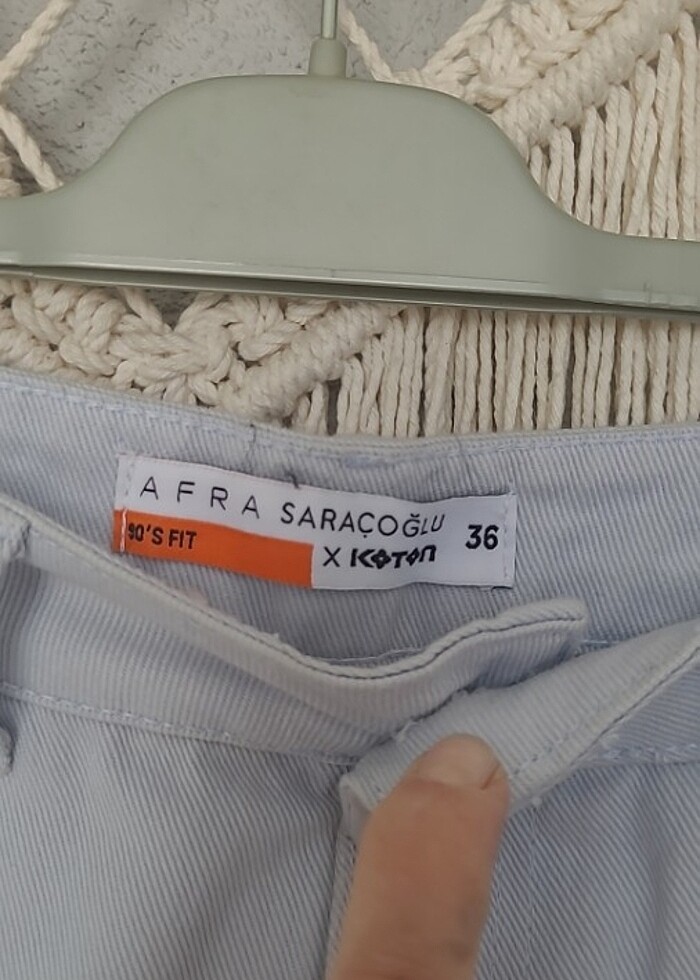 AFRA SARAÇOĞLU
90'S FIT
X KOTON
36